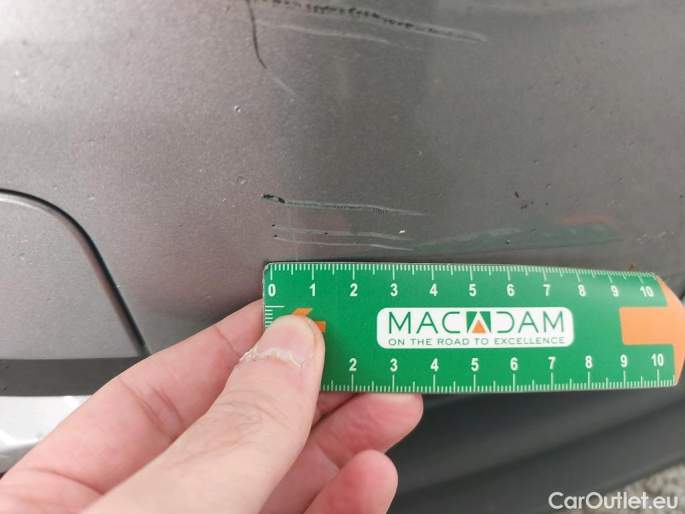 0 1 2 3 4 5 6 7 8 9 10
MACADAM
ON THE ROAD TO EXCELLENCE
2 3 4 5 6 7 8 9 10
CarOutlet.eu